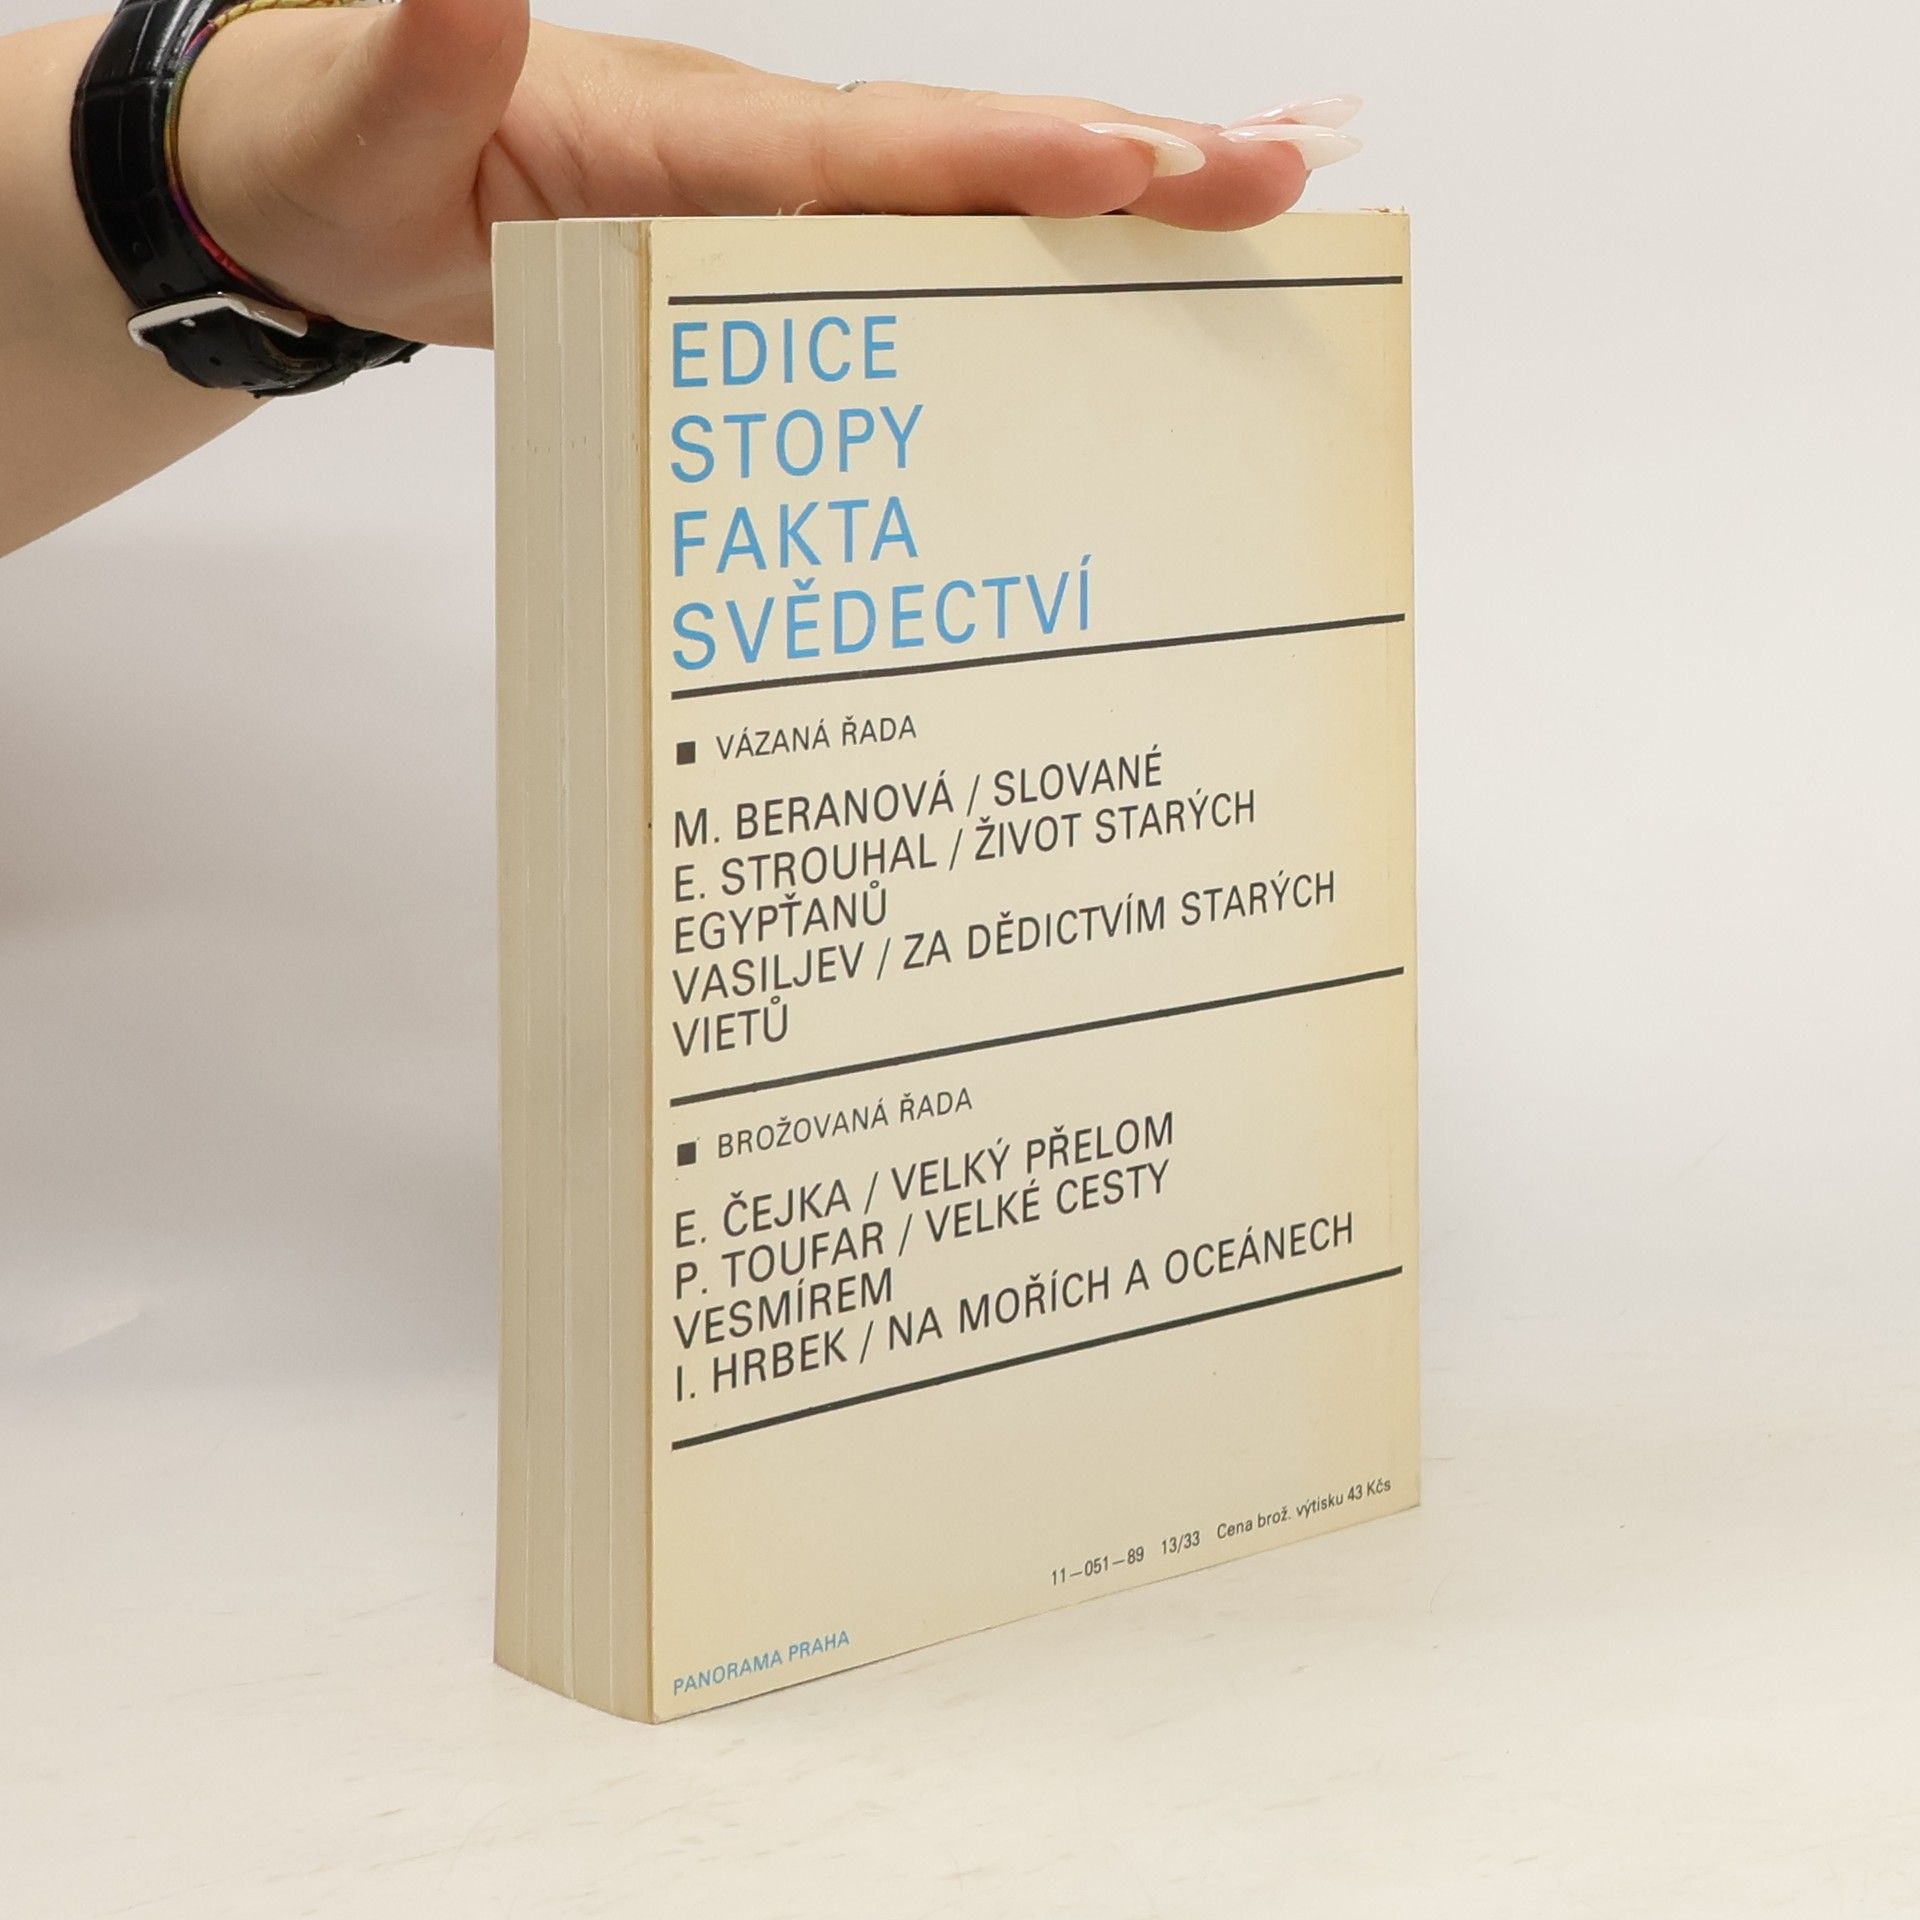 EDICE
STOPY
FAKTA
SVĚDECTVÍ
VÁZANÁ ŘADA
M. BERANOVÁ / SLOVANÉ
E. STROUHAL / ŽIVOT STARÝCH
EGYPŤANŮ
VASILJEV / ZA DĚDICTVÍM STARÝCH
VIETŮ
BROŽOVANÁ ŘADA
E. ČEJKA / VELKÝ PŘELOM
P. TOUFAR / VELKÉ CESTY
VESMÍREM
I. HRBEK / NA MOŘÍCH A OCEÁNECH
11—051—89 13/33 Cena brož. výtisku 43 Kčs
PANORAMA PRAHA